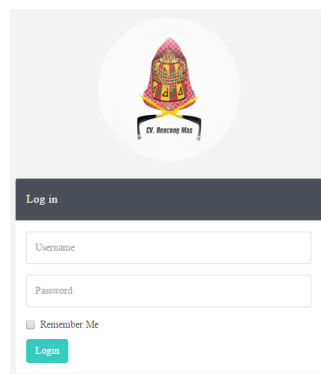 CV. Rencong Mas
Log in
Username
Password
Remember Me
Login